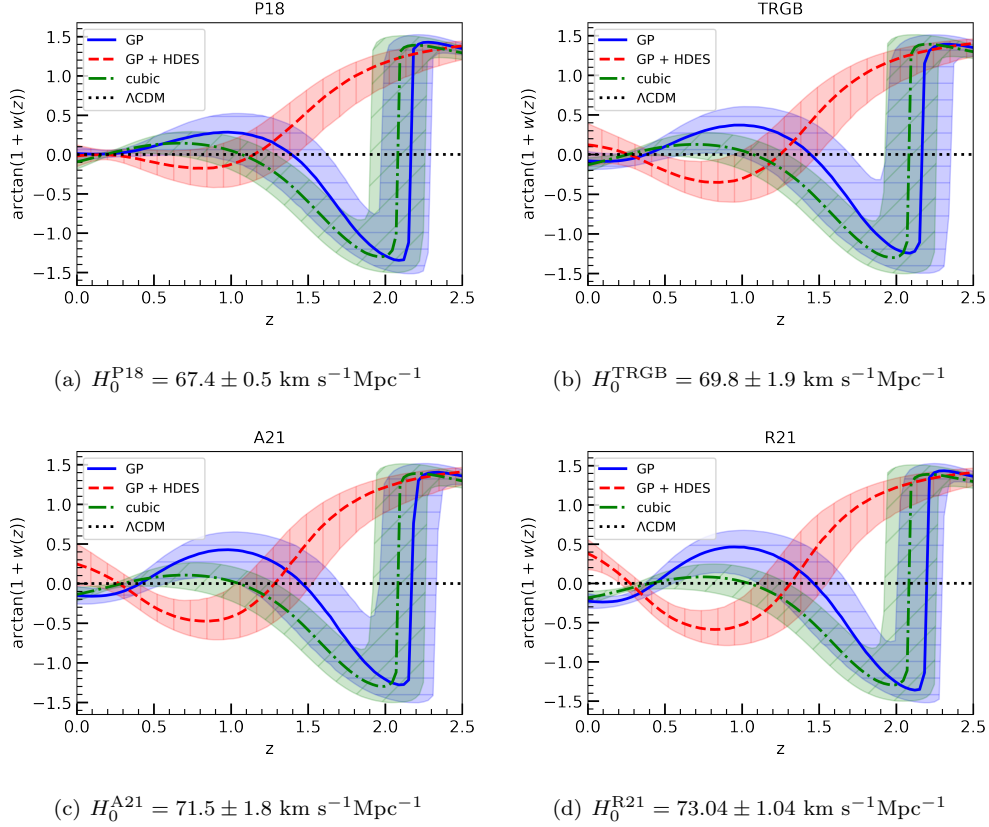 P18
TRGB
1.5
1.0
0.5
0.0
−0.5
−1.0
−1.5
arctan(1 + w(z))
GP
GP + HDES
cubic
ΛCDM
0.0 0.5 1.0 1.5 2.0 2.5
z
1.5
1.0
0.5
0.0
−0.5
−1.0
−1.5
arctan(1 + w(z))
GP
GP + HDES
cubic
ΛCDM
0.0 0.5 1.0 1.5 2.0 2.5
z
(a) $H_0^{\rm P18} = 67.4 \pm 0.5$ km s$^{-1}$Mpc$^{-1}$
(b) $H_0^{\rm TRGB} = 69.8 \pm 1.9$ km s$^{-1}$Mpc$^{-1}$
A21
R21
1.5
1.0
0.5
0.0
−0.5
−1.0
−1.5
arctan(1 + w(z))
GP
GP + HDES
cubic
ΛCDM
0.0 0.5 1.0 1.5 2.0 2.5
z
1.5
1.0
0.5
0.0
−0.5
−1.0
−1.5
arctan(1 + w(z))
GP
GP + HDES
cubic
ΛCDM
0.0 0.5 1.0 1.5 2.0 2.5
z
(c) $H_0^{\rm A21} = 71.5 \pm 1.8$ km s$^{-1}$Mpc$^{-1}$
(d) $H_0^{\rm R21} = 73.04 \pm 1.04$ km s$^{-1}$Mpc$^{-1}$